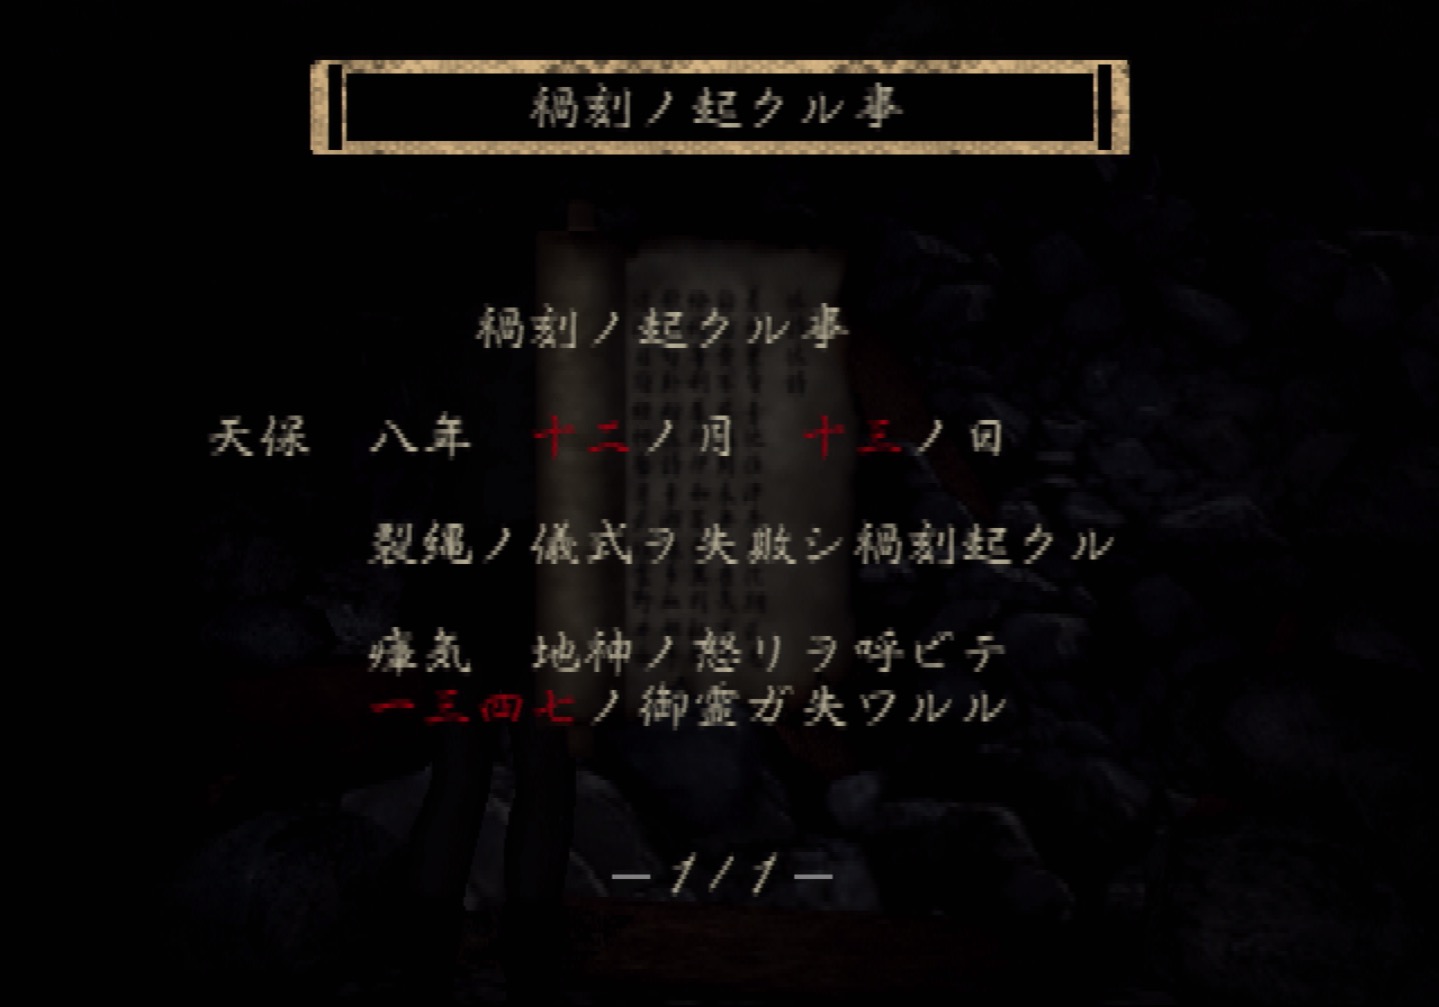 禍刻ノ起クル事
禍刻ノ起クル事
天保　八年　十二ノ月　十三ノ日
裂縄ノ儀式ヲ失敗シ禍刻起クル
瘴気　地神ノ怒リヲ呼ビテ
一三四七ノ御霊ガ失ワルル
—1/1—